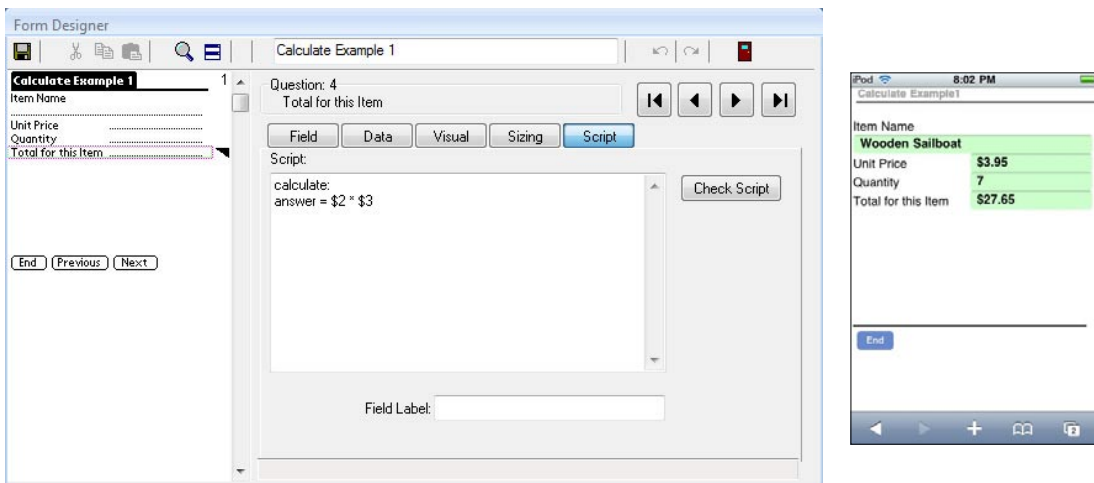 Form Designer
Calculate Example 1
Calculate Example 1 1
Item Name
Unit Price
Quantity
Total for this Item
End Previous Next
Question: 4
Total for this Item
Field Data Visual Sizing Script
Script:
calculate:
answer = $2 * $3
Check Script
Field Label:
iPod 8:02 PM
Calculate Example1
Item Name
Wooden Sailboat
Unit Price $3.95
Quantity 7
Total for this Item $27.65
End
2